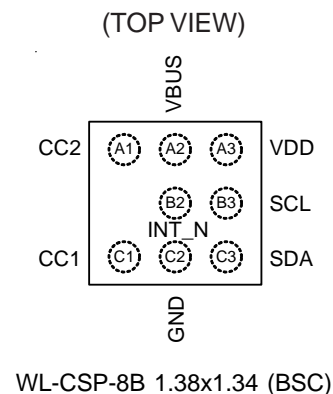 (TOP VIEW)
VBUS
CC2 A1 A2 A3 VDD
B2 B3 SCL
INT_N
CC1 C1 C2 C3 SDA
GND
WL-CSP-8B 1.38x1.34 (BSC)